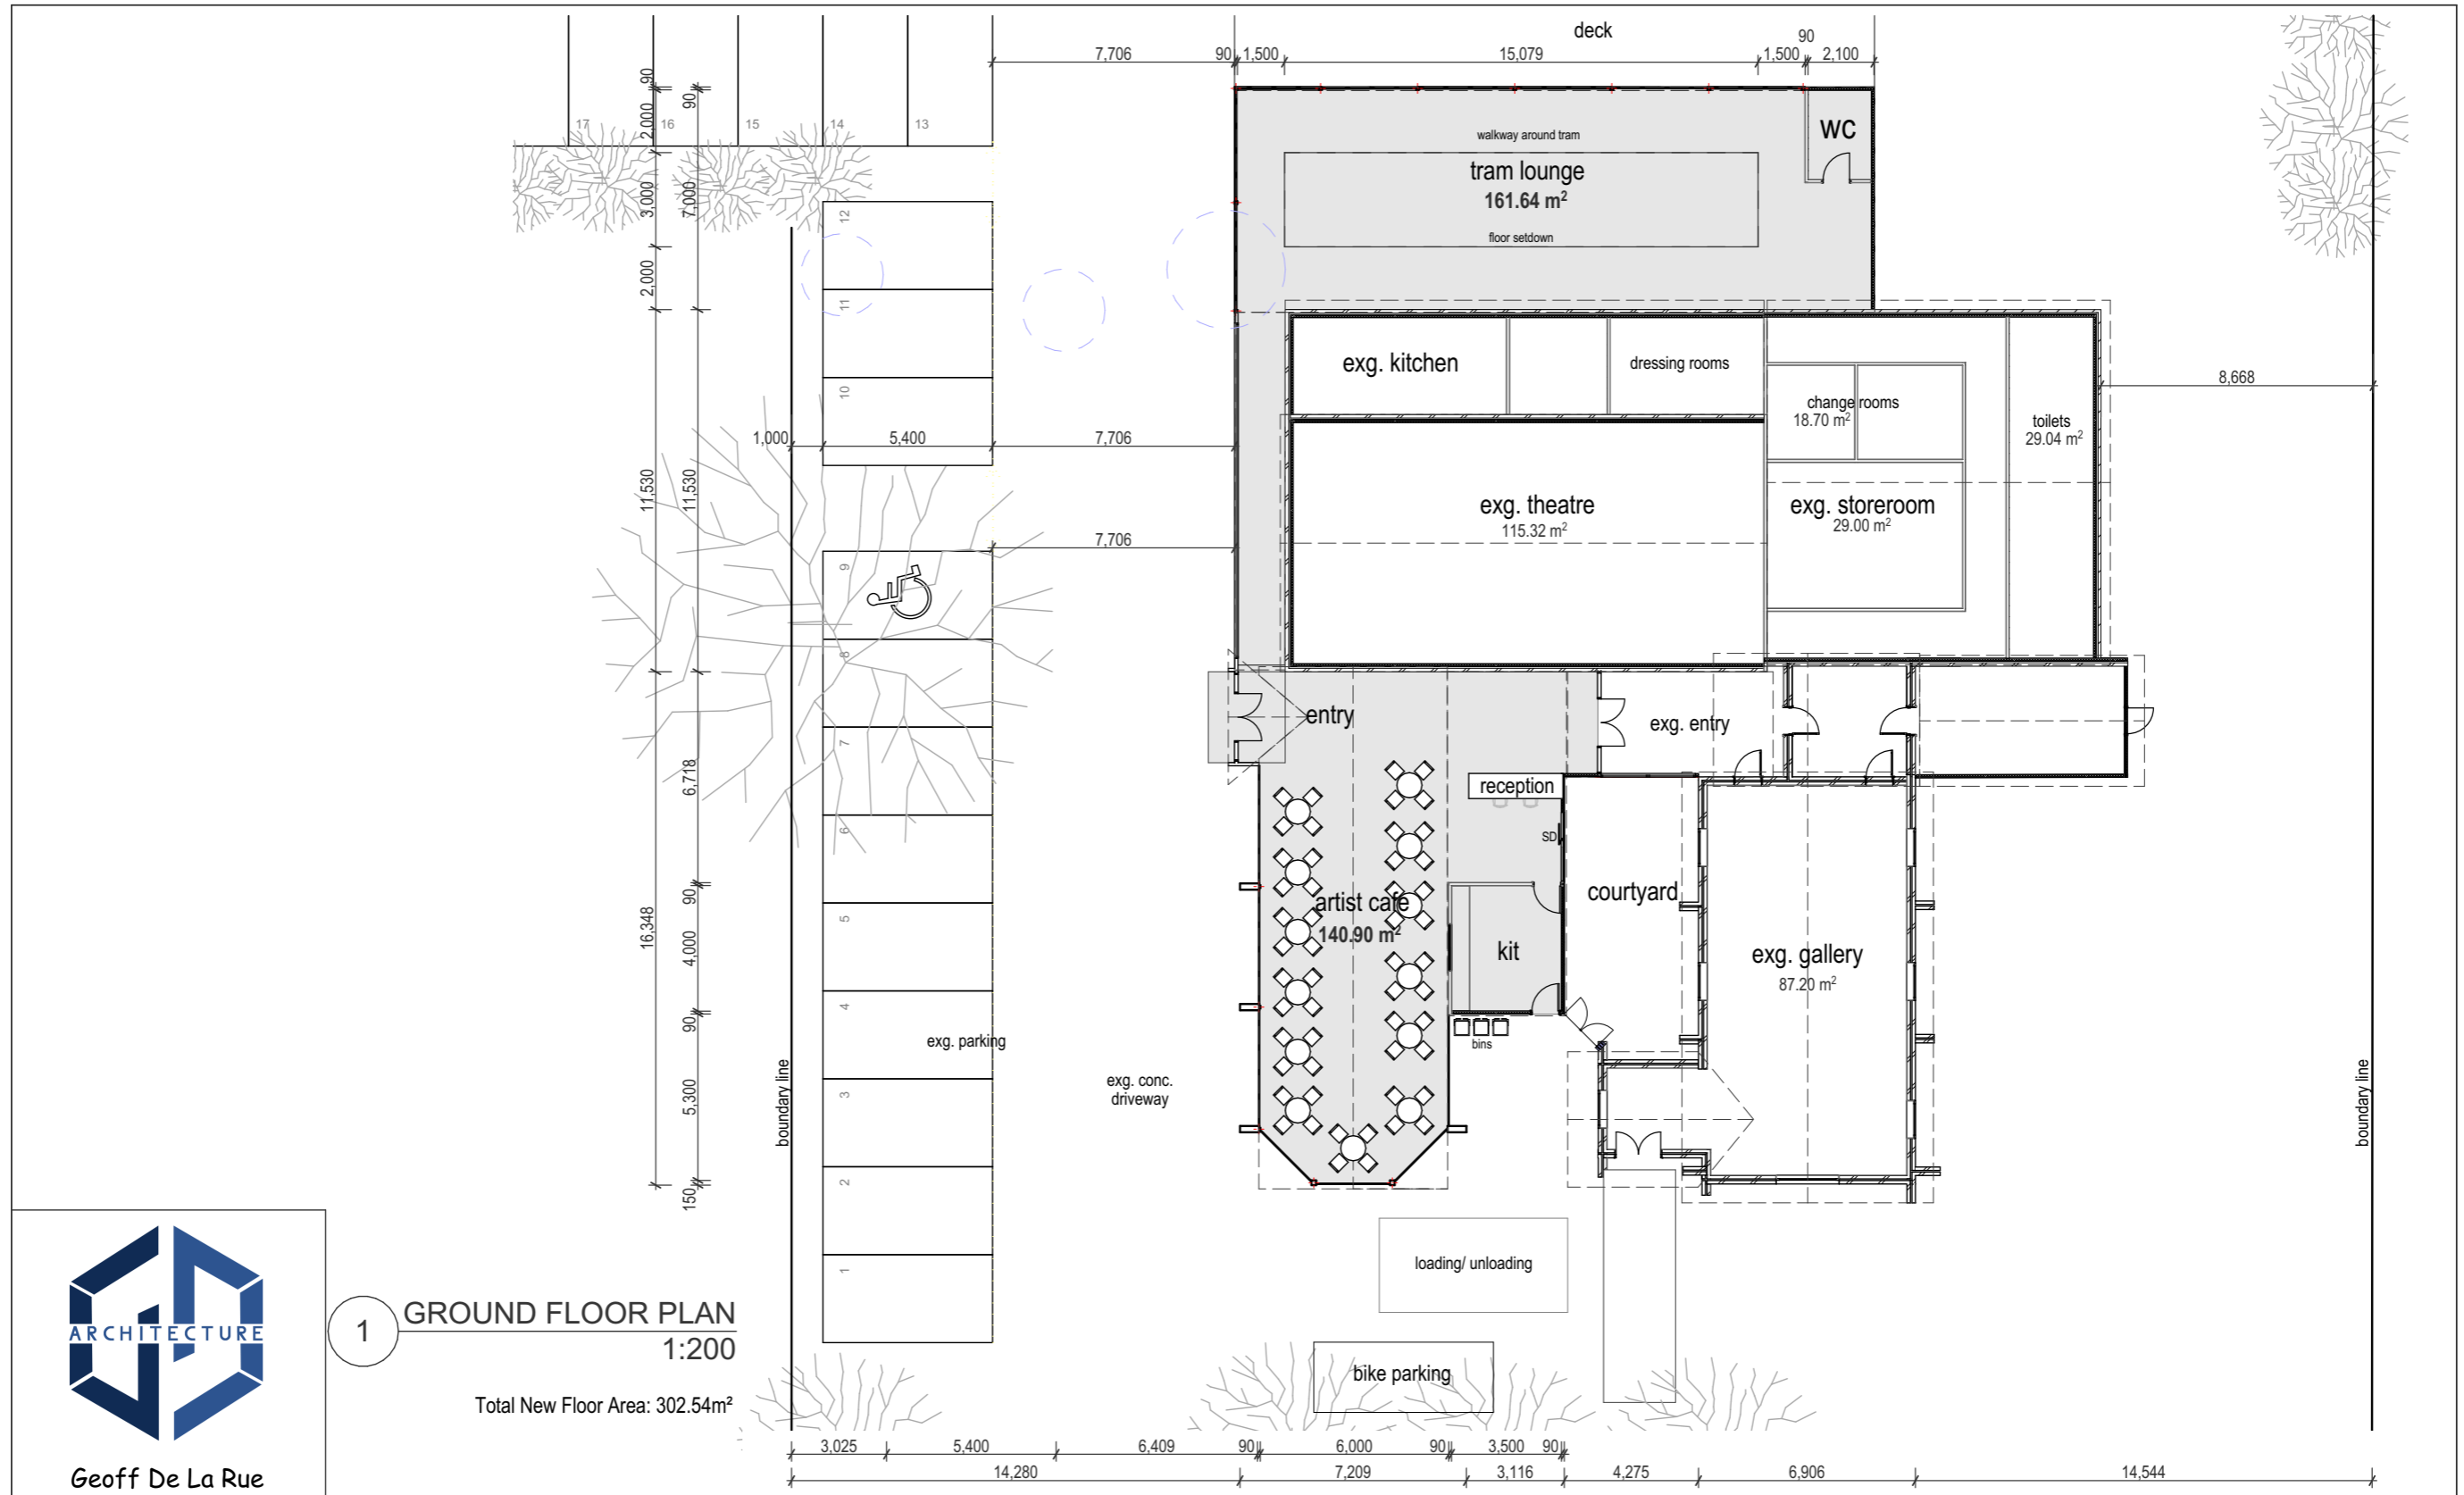 deck
90
7,706
90
1,500
15,079
1,500
2,100
90
2,000
90
3,000
7,000
2,000
17
16
15
14
13
walkway around tram
tram lounge
161.64 m²
floor setdown
WC
12
11
10
exg. kitchen
dressing rooms
change rooms
18.70 m²
toilets
29.04 m²
8,668
1,000
5,400
7,706
11,530
11,530
exg. theatre
115.32 m²
exg. storeroom
29.00 m²
7,706
9
8
7
entry
exg. entry
6,718
reception
SD
6
artist cafe
140.90 m²
courtyard
kit
exg. gallery
87.20 m²
16,348
90
4,000
90
5
4
exg. parking
bins
exg. conc.
driveway
boundary line
boundary line
5,300
150
3
2
1
loading/ unloading
bike parking
ARCHITECTURE
Geoff De La Rue
1
GROUND FLOOR PLAN
1:200
Total New Floor Area: 302.54m²
3,025
5,400
6,409
90
6,000
90
3,500
90
14,280
7,209
3,116
4,275
6,906
14,544